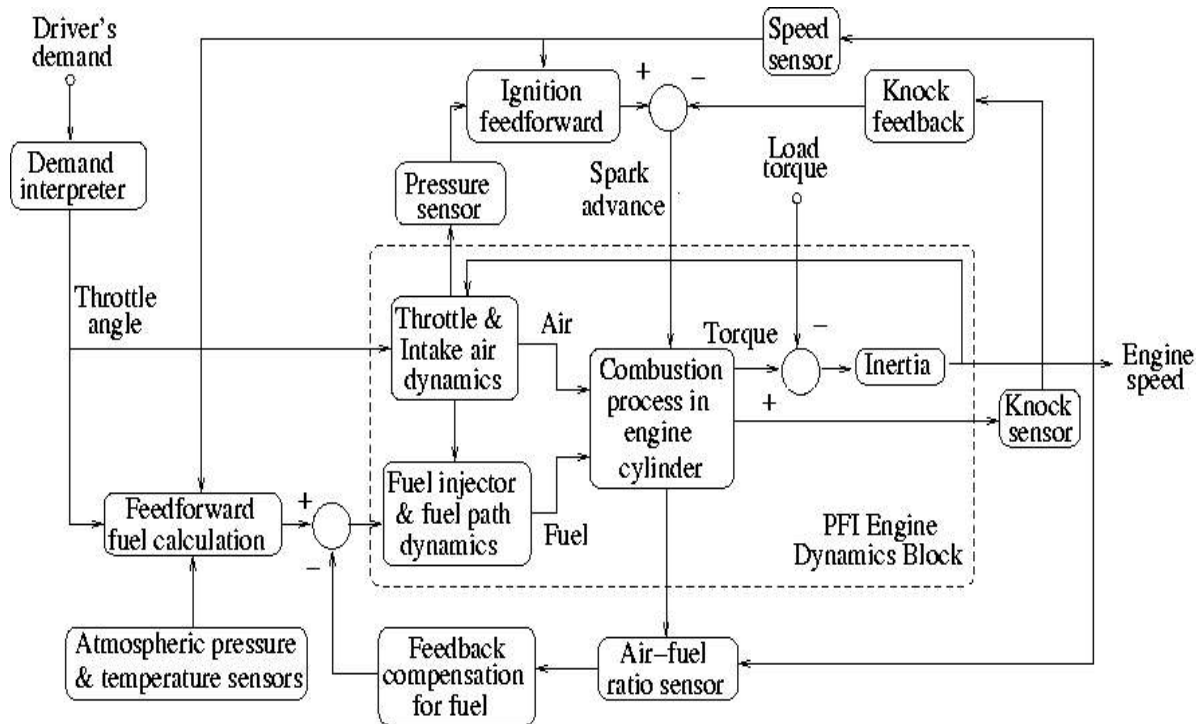 Driver's
demand
Speed
sensor
Ignition
feedforward
+
−
Knock
feedback
Demand
interpreter
Pressure
sensor
Spark
advance
Load
torque
Throttle
angle
Throttle &
Intake air
dynamics
Air
Torque
−
+
Combustion
process in
engine
cylinder
Inertia
Engine
speed
Knock
sensor
Feedforward
fuel calculation
+
−
Fuel injector
& fuel path
dynamics
Fuel
PFI Engine
Dynamics Block
Atmospheric pressure
& temperature sensors
Feedback
compensation
for fuel
Air−fuel
ratio sensor